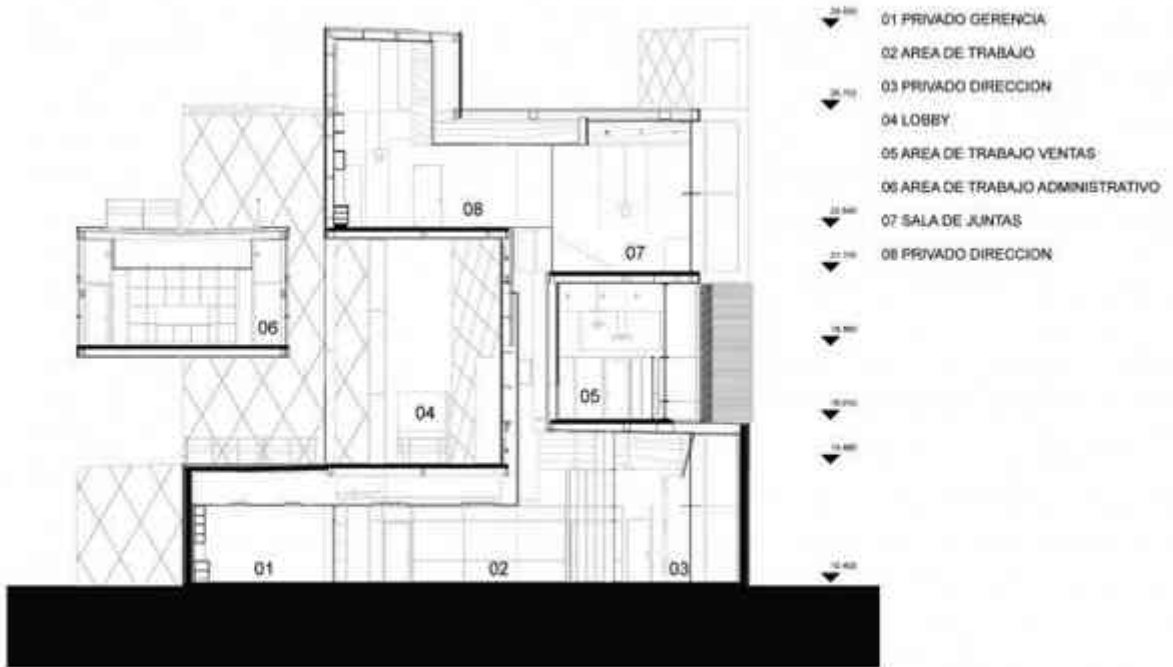 01 PRIVADO GERENCIA
02 AREA DE TRABAJO
03 PRIVADO DIRECCION
04 LOBBY
05 AREA DE TRABAJO VENTAS
06 AREA DE TRABAJO ADMINISTRATIVO
07 SALA DE JUNTAS
08 PRIVADO DIRECCION
08
07
06
05
04
01
02
03